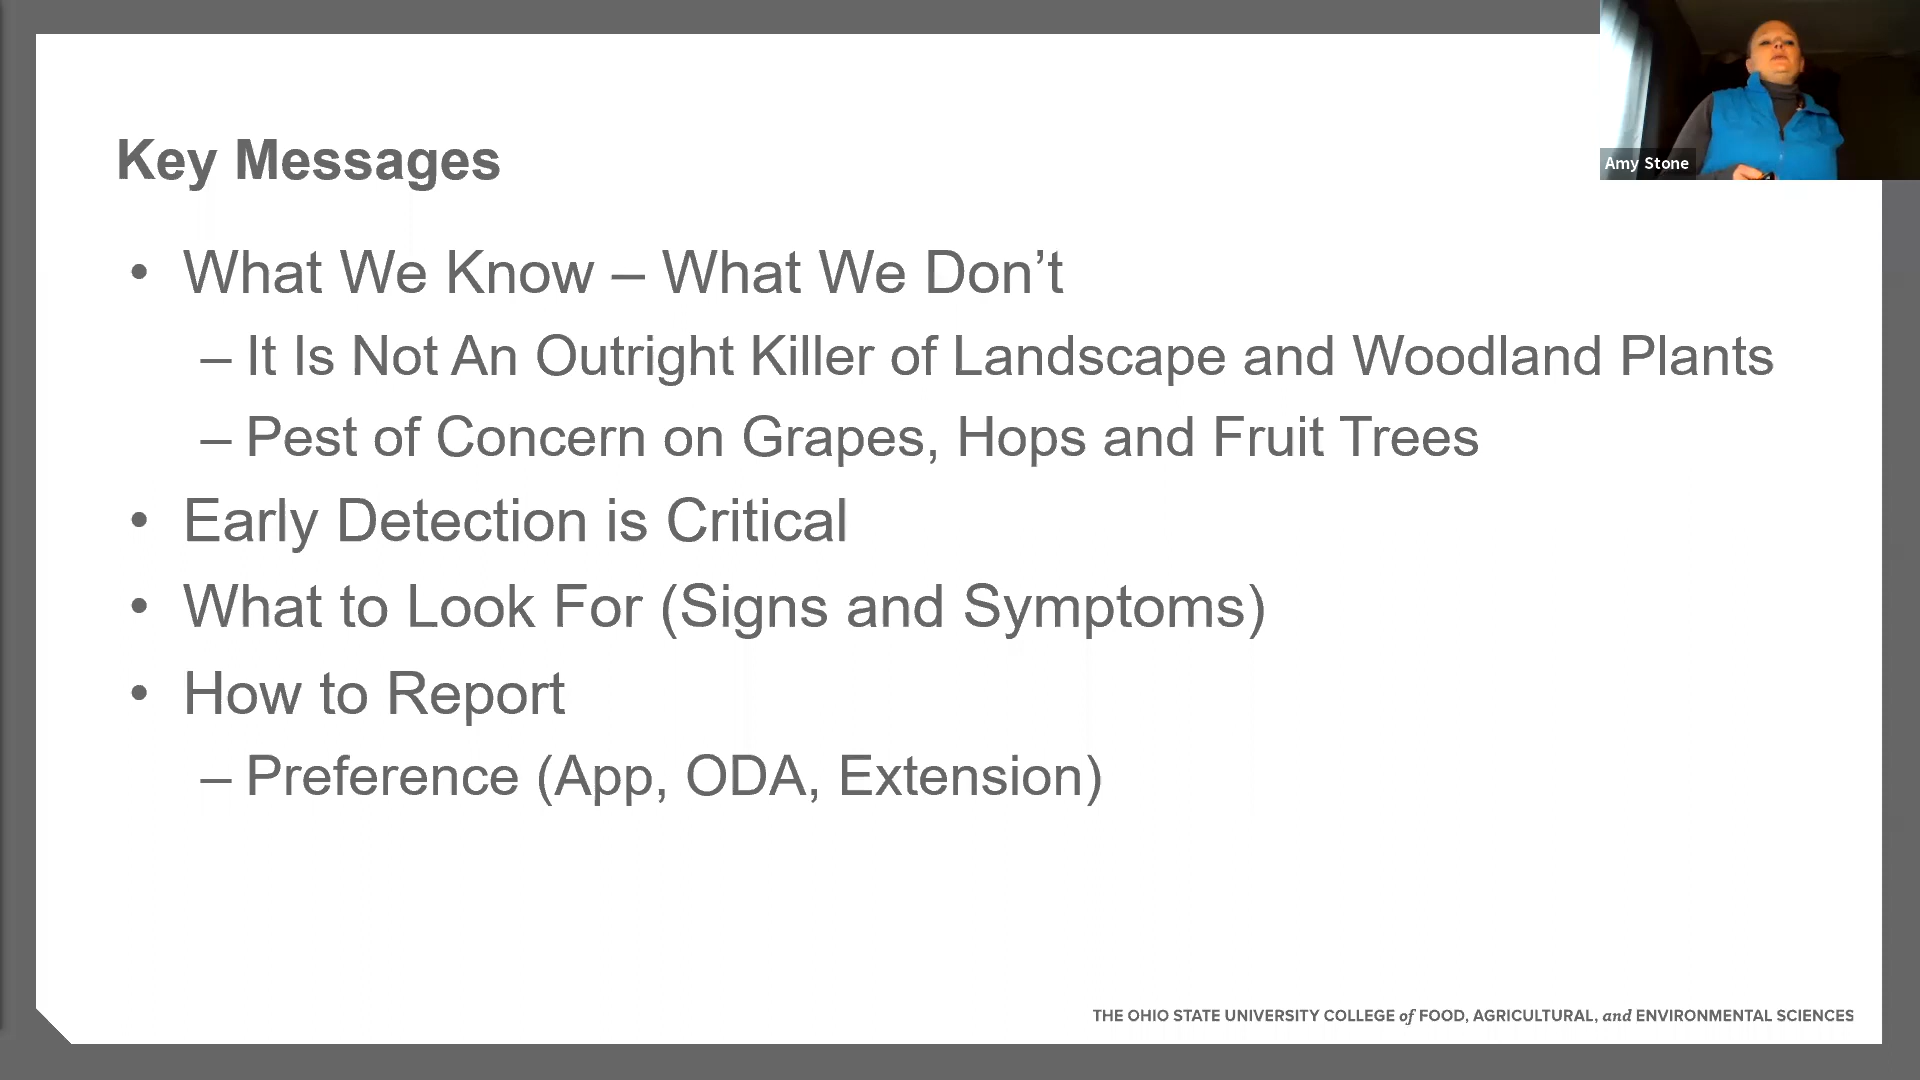 Key Messages
• What We Know – What We Don’t
– It Is Not An Outright Killer of Landscape and Woodland Plants
– Pest of Concern on Grapes, Hops and Fruit Trees
• Early Detection is Critical
• What to Look For (Signs and Symptoms)
• How to Report
– Preference (App, ODA, Extension)
Amy Stone
THE OHIO STATE UNIVERSITY COLLEGE of FOOD, AGRICULTURAL, and ENVIRONMENTAL SCIENCES